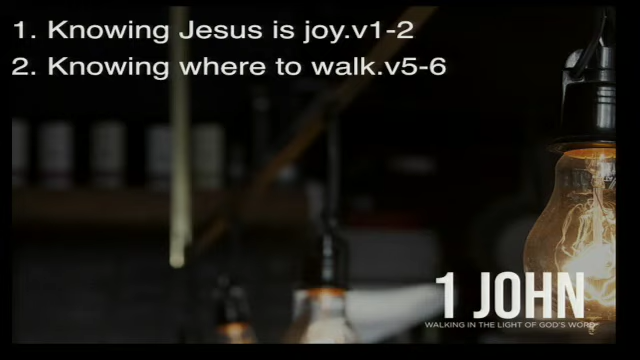 1. Knowing Jesus is joy.v1-2
2. Knowing where to walk.v5-6
1 JOHN
WALKING IN THE LIGHT OF GOD'S WORD